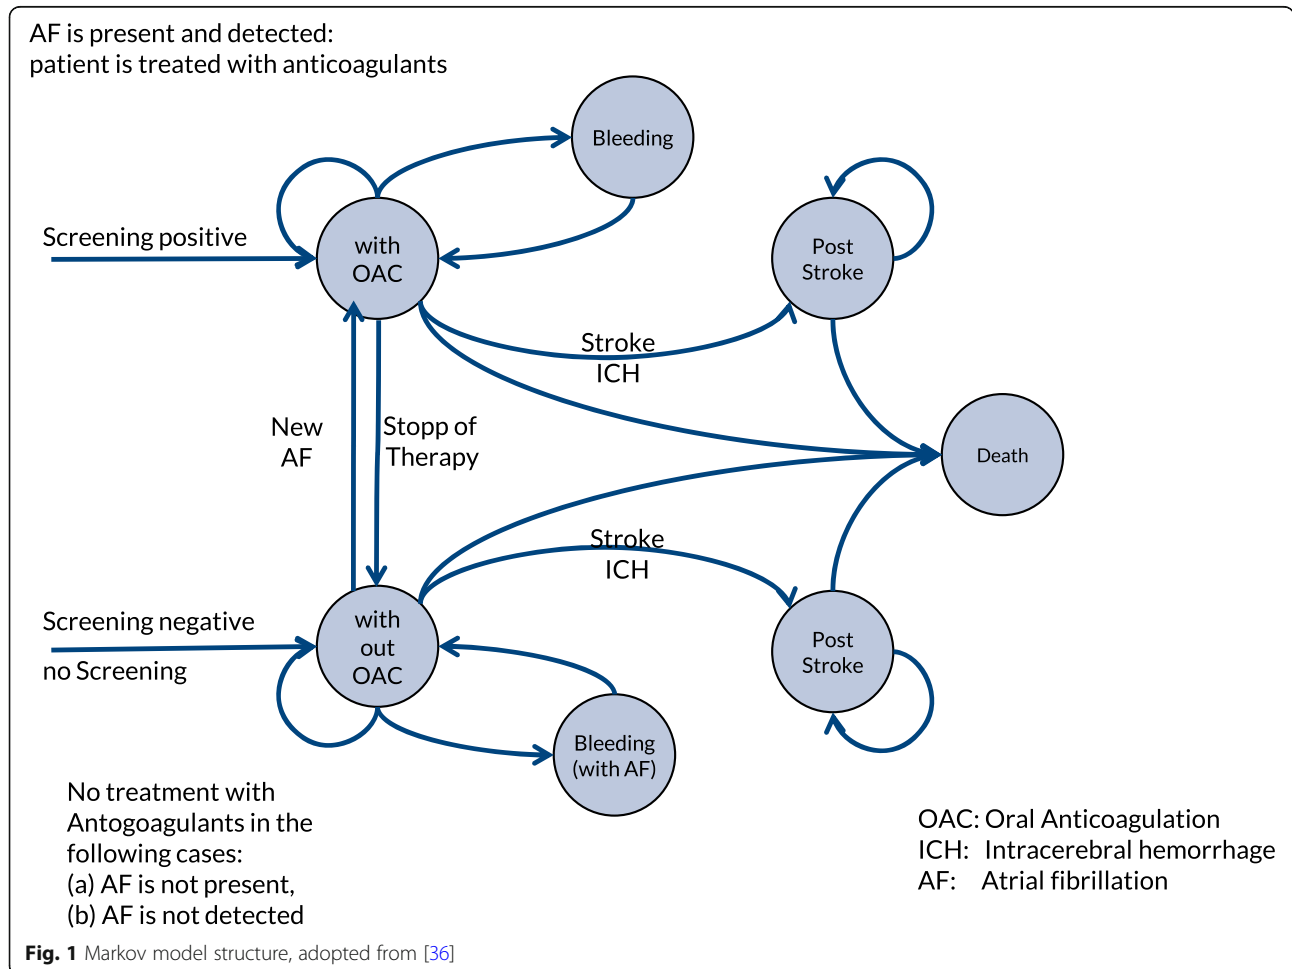 AF is present and detected:
patient is treated with anticoagulants
Bleeding
Screening positive
with
OAC
Post
Stroke
Stroke
ICH
New
AF
Stopp of
Therapy
Death
Stroke
ICH
Screening negative
no Screening
with
out
OAC
Post
Stroke
Bleeding
(with AF)
No treatment with
Antogoagulants in the
following cases:
(a) AF is not present,
(b) AF is not detected
OAC: Oral Anticoagulation
ICH: Intracerebral hemorrhage
AF: Atrial fibrillation
Fig. 1 Markov model structure, adopted from [36]